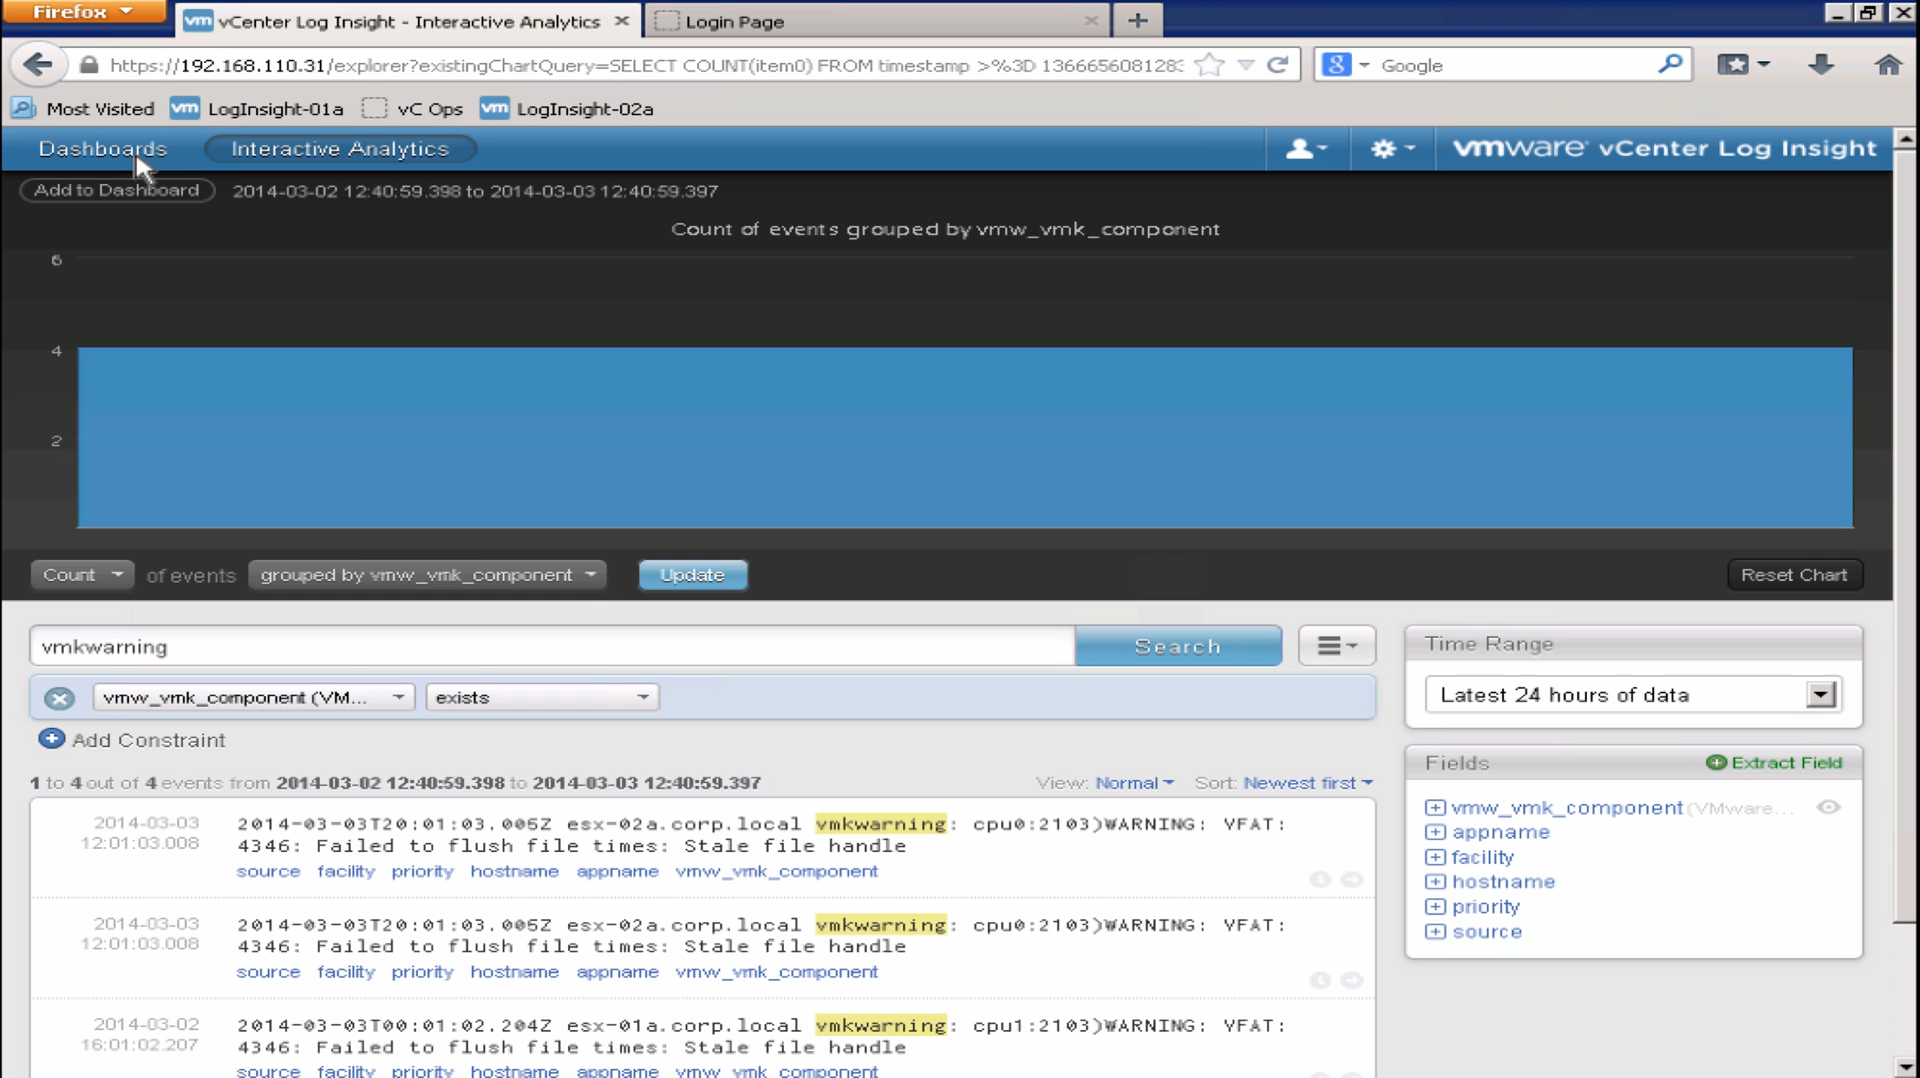 Firefox
vm vCenter Log Insight - Interactive Analytics
Login Page
https://192.168.110.31/explorer?existingChartQuery=SELECT COUNT(item0) FROM timestamp >%3D 1366656081283
Google
Most Visited vm LogInsight-01a vC Ops vm LogInsight-02a
Dashboards Interactive Analytics
vmware vCenter Log Insight
Add to Dashboard 2014-03-02 12:40:59.398 to 2014-03-03 12:40:59.397
Count of events grouped by vmw_vmk_component
6
4
2
Count of events grouped by vmw_vmk_component Update Reset Chart
vmkwarning Search
vmw_vmk_component (VM... exists
Add Constraint
1 to 4 out of 4 events from 2014-03-02 12:40:59.398 to 2014-03-03 12:40:59.397 View: Normal Sort: Newest first
2014-03-03 12:01:03.008
2014-03-03T20:01:03.005Z esx-02a.corp.local vmkwarning: cpu0:2103)WARNING: VFAT:
4346: Failed to flush file times: Stale file handle
source facility priority hostname appname vmw_vmk_component
2014-03-03 12:01:03.008
2014-03-03T20:01:03.005Z esx-02a.corp.local vmkwarning: cpu0:2103)WARNING: VFAT:
4346: Failed to flush file times: Stale file handle
source facility priority hostname appname vmw_vmk_component
2014-03-02 16:01:02.207
2014-03-03T00:01:02.204Z esx-01a.corp.local vmkwarning: cpu1:2103)WARNING: VFAT:
4346: Failed to flush file times: Stale file handle
source facility priority hostname appname vmw_vmk_component
Time Range
Latest 24 hours of data
Fields Extract Field
vmw_vmk_component (VMware...
appname
facility
hostname
priority
source